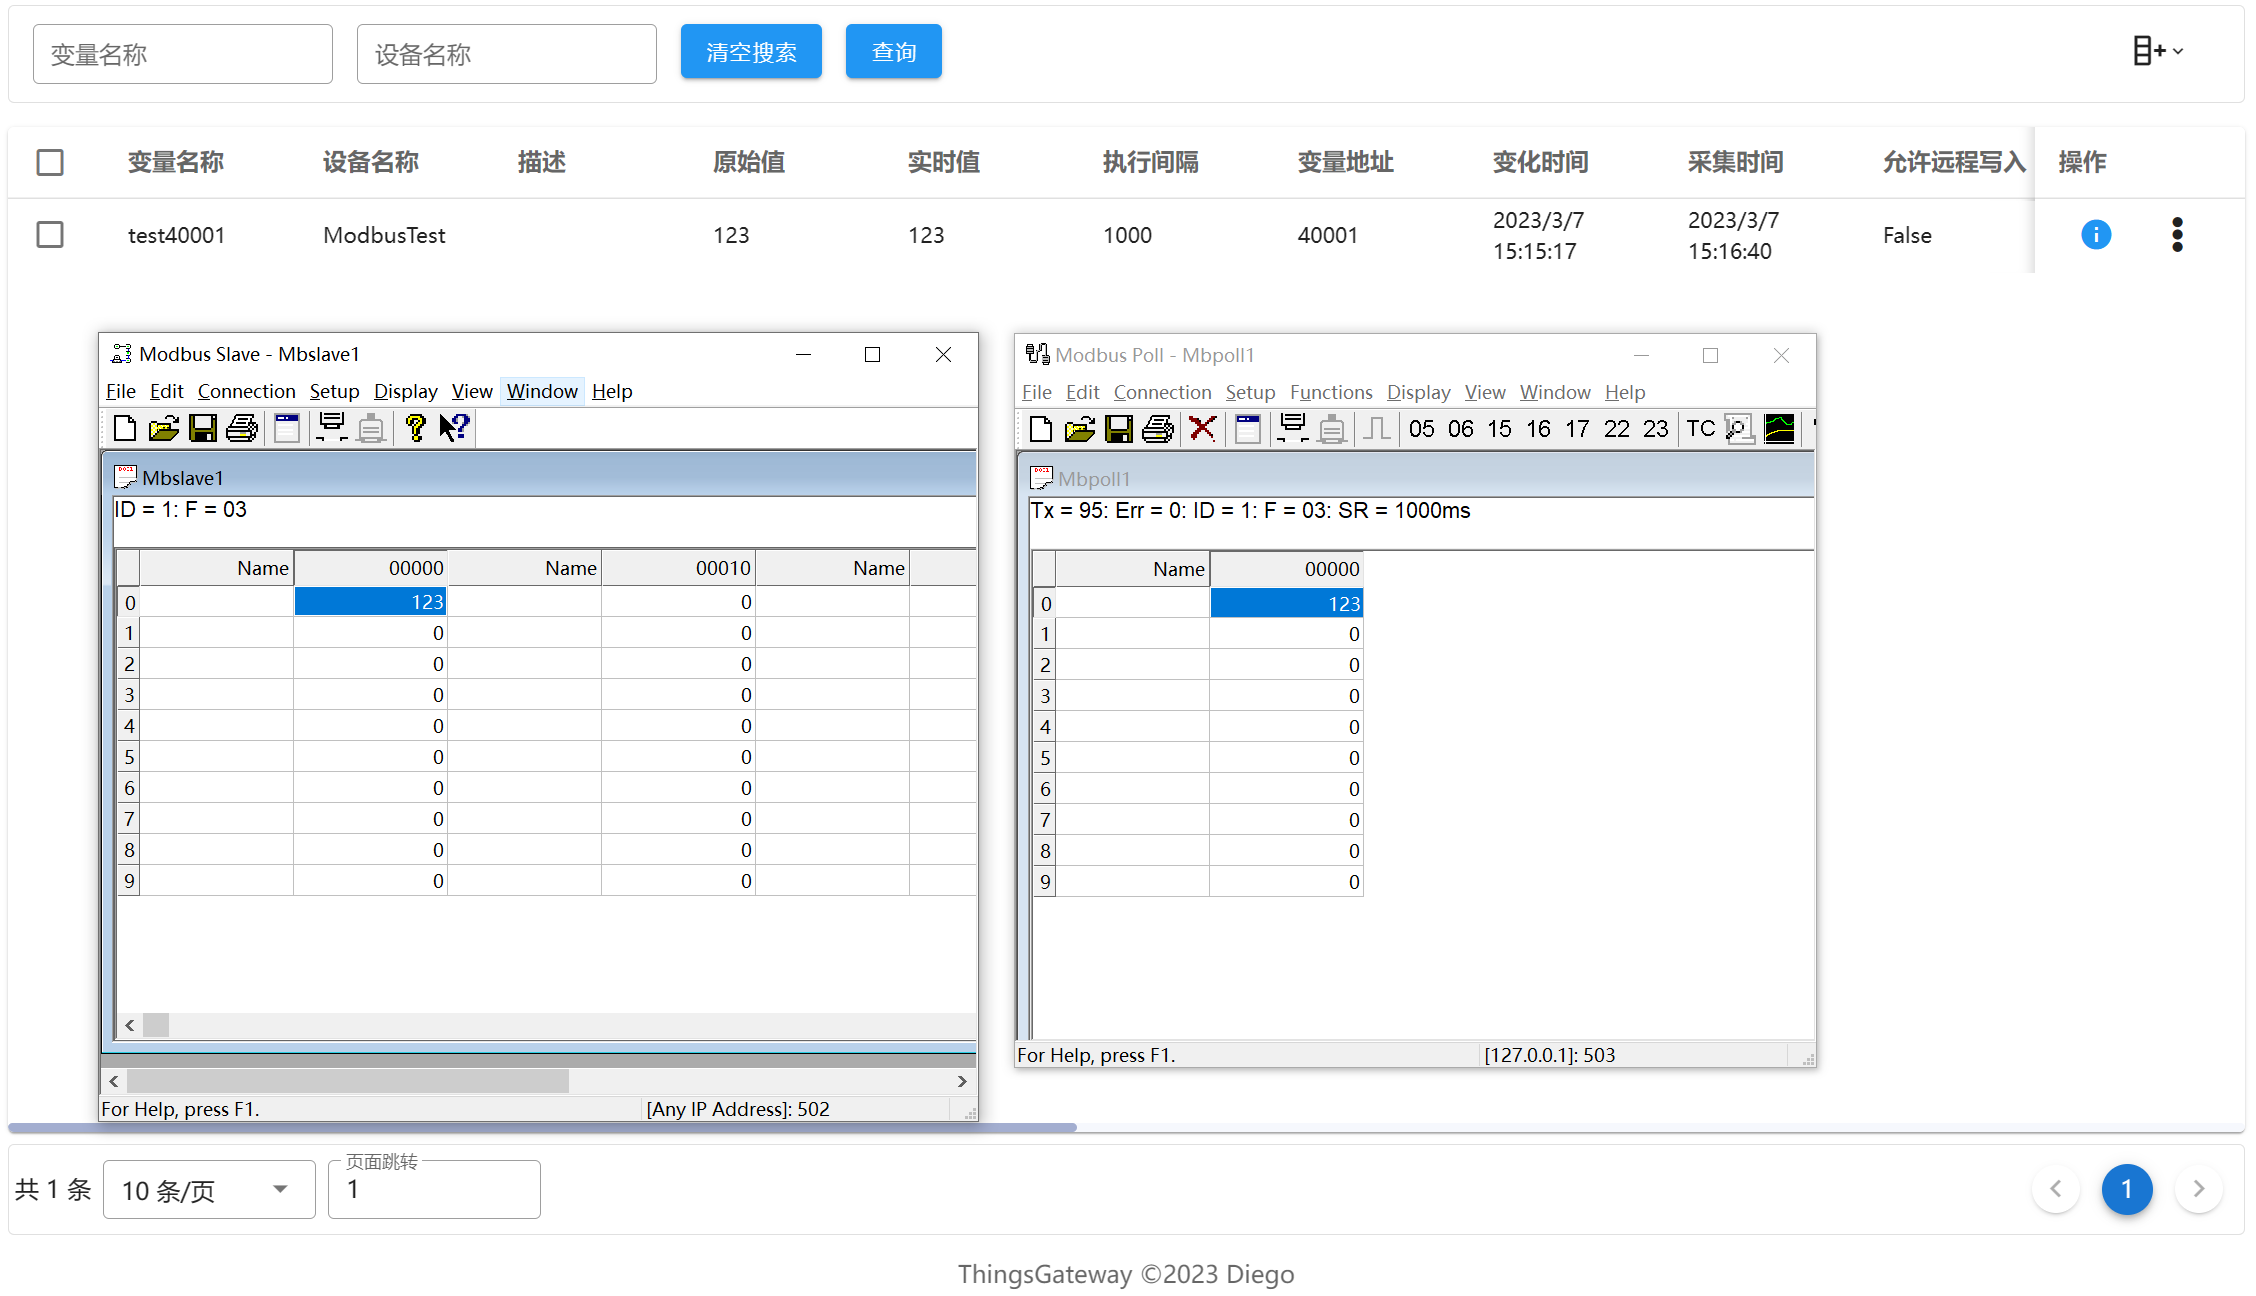 变量名称 设备名称 清空搜索 查询
变量名称 设备名称 描述 原始值 实时值 执行间隔 变量地址 变化时间 采集时间 允许远程写入 操作
test40001 ModbusTest 123 123 1000 40001 2023/3/7 15:15:17 2023/3/7 15:16:40 False
Modbus Slave - Mbslave1
File Edit Connection Setup Display View Window Help
Mbslave1
ID = 1: F = 03
Name 00000 Name 00010 Name
0 123 0
1 0 0
2 0 0
3 0 0
4 0 0
5 0 0
6 0 0
7 0 0
8 0 0
9 0 0
For Help, press F1. [Any IP Address]: 502
Modbus Poll - Mbpoll1
File Edit Connection Setup Functions Display View Window Help
05 06 15 16 17 22 23 TC
Mbpoll1
Tx = 95: Err = 0: ID = 1: F = 03: SR = 1000ms
Name 00000
0 123
1 0
2 0
3 0
4 0
5 0
6 0
7 0
8 0
9 0
For Help, press F1. [127.0.0.1]: 503
共 1 条 10 条/页 页面跳转 1 1
ThingsGateway ©2023 Diego